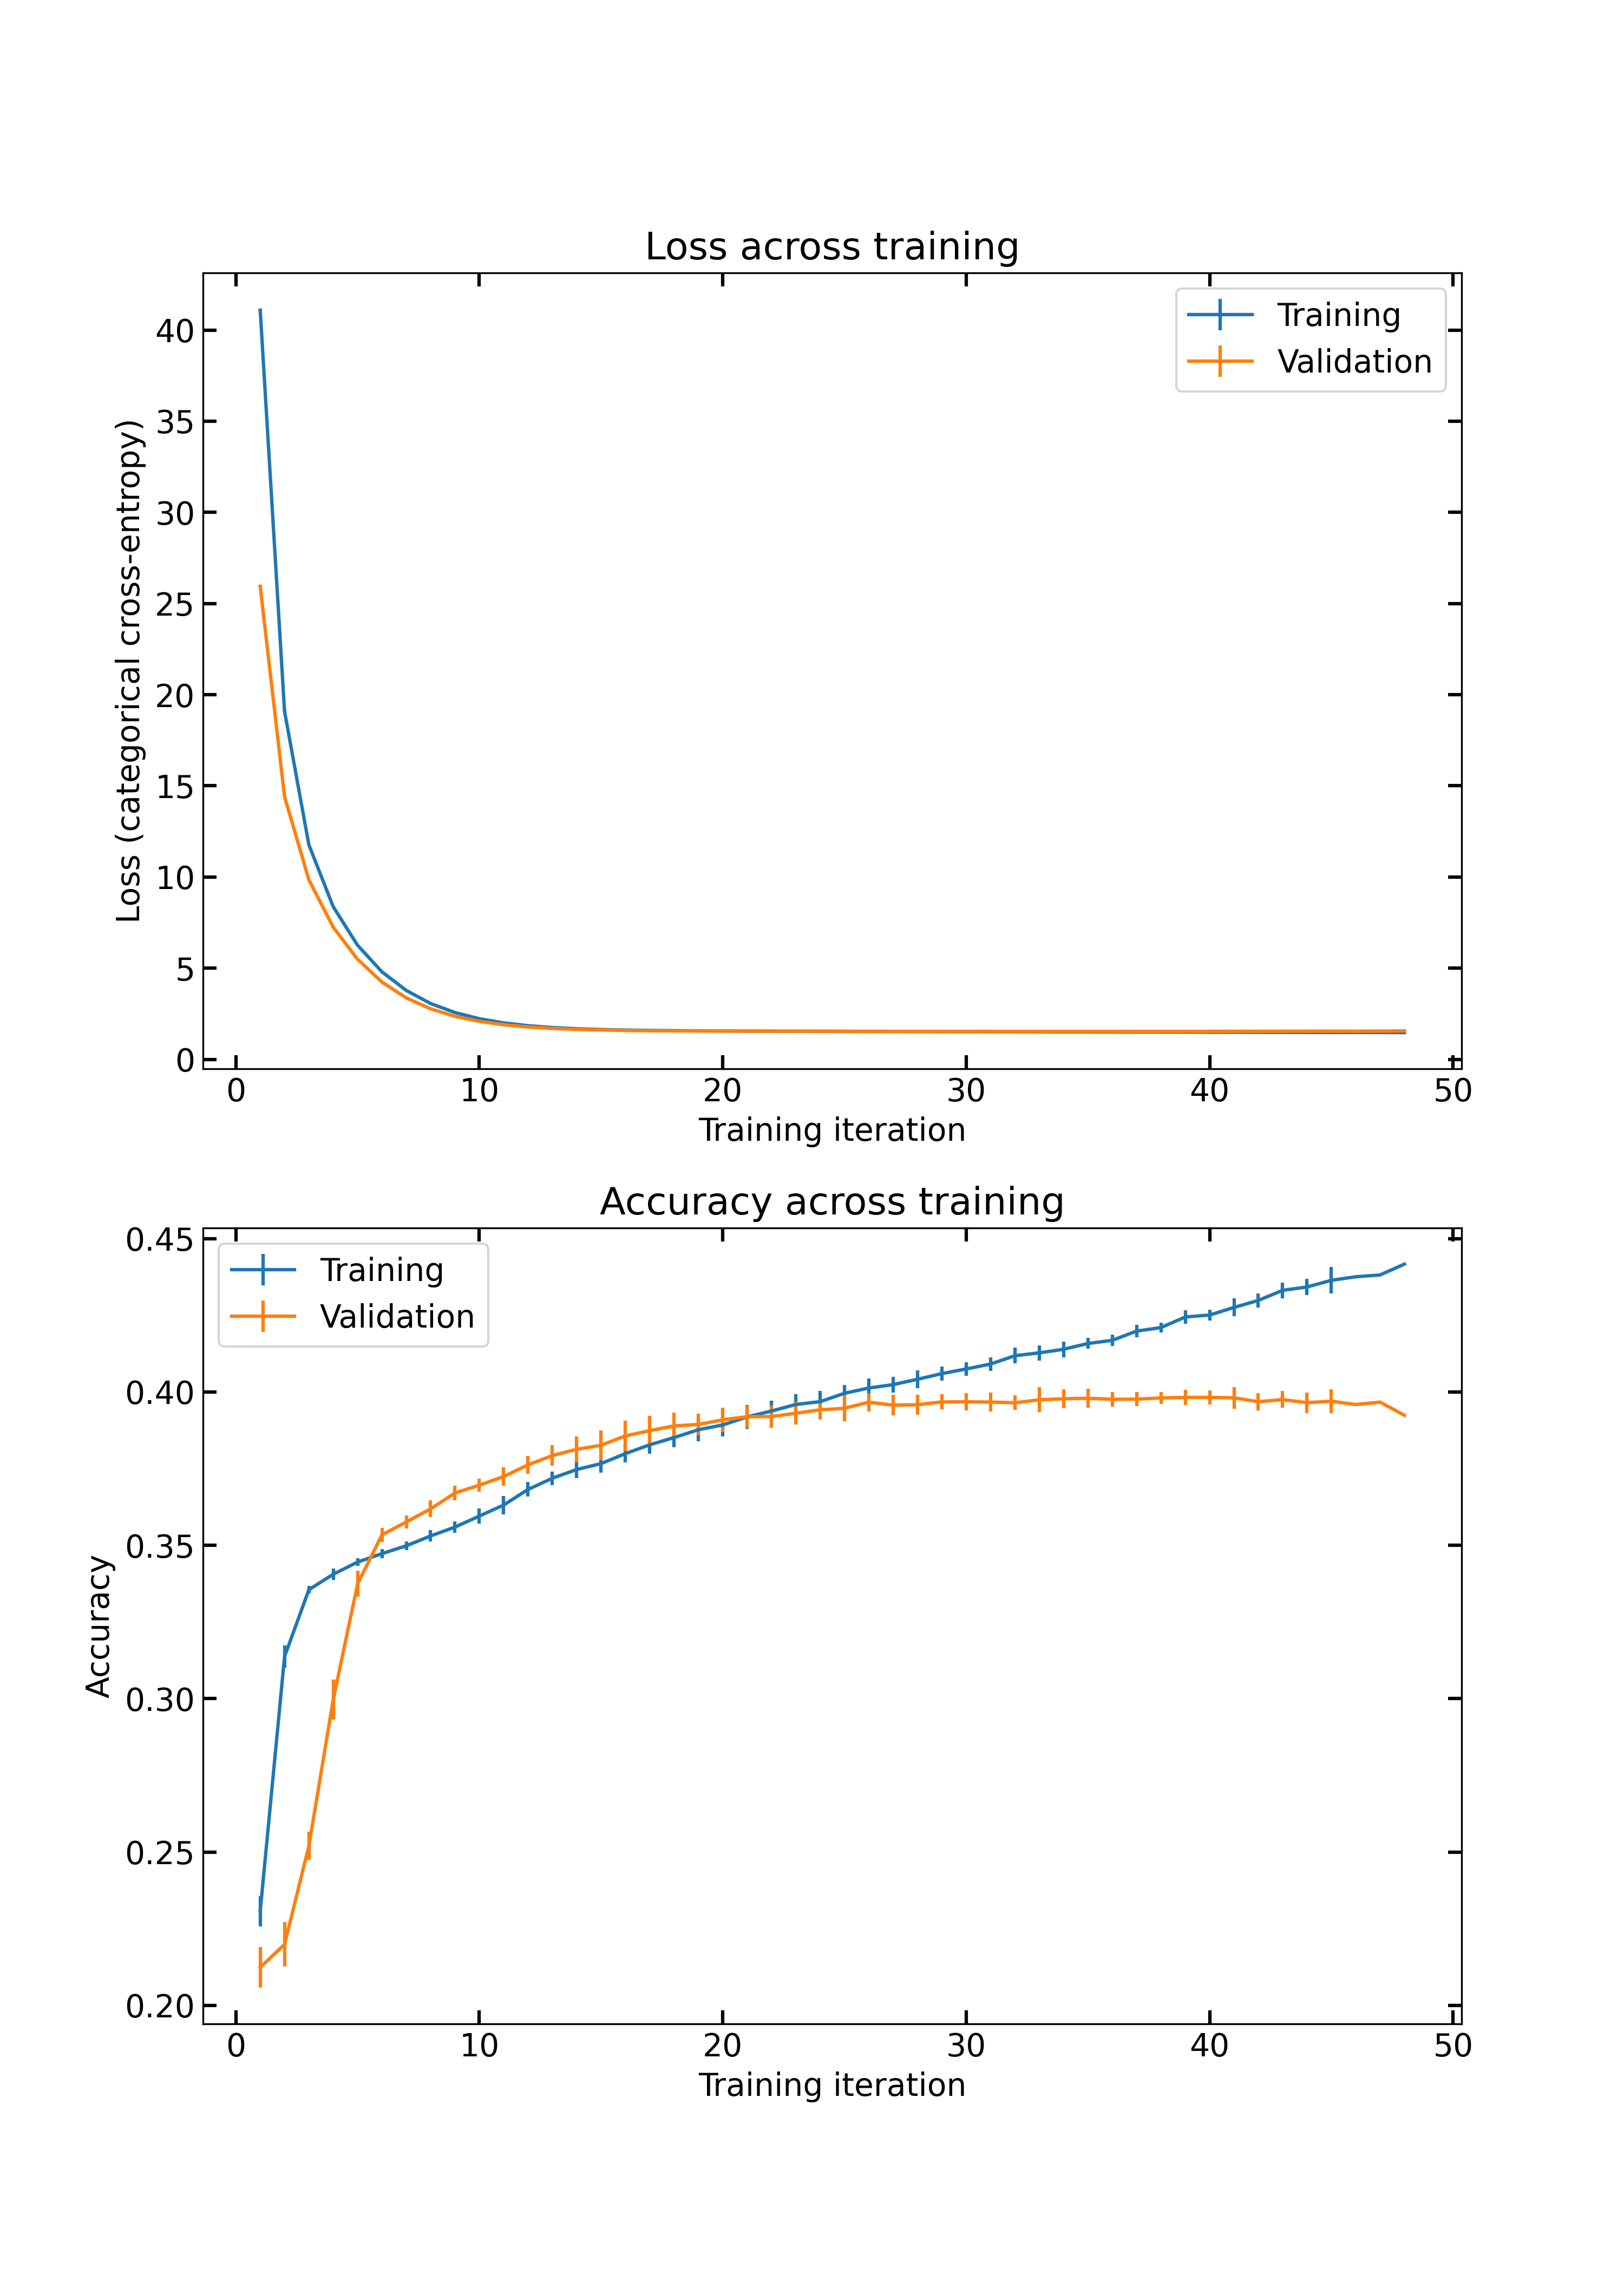 Loss across training
Training
Validation
40
35
30
25
20
15
10
5
0
Loss (categorical cross-entropy)
0 10 20 30 40 50
Training iteration
Accuracy across training
Training
Validation
0.45
0.40
0.35
0.30
0.25
0.20
Accuracy
0 10 20 30 40 50
Training iteration